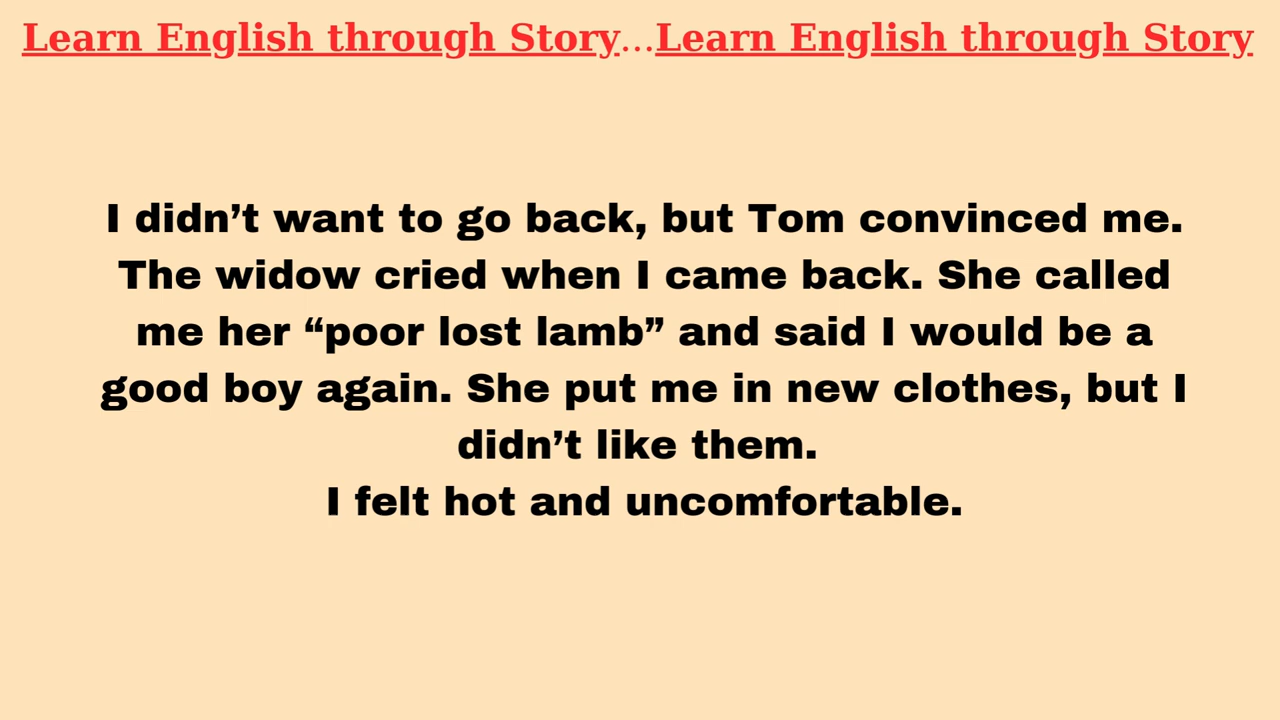 Learn English through Story...Learn English through Story
I didn’t want to go back, but Tom convinced me.
The widow cried when I came back. She called
me her “poor lost lamb” and said I would be a
good boy again. She put me in new clothes, but I
didn’t like them.
I felt hot and uncomfortable.